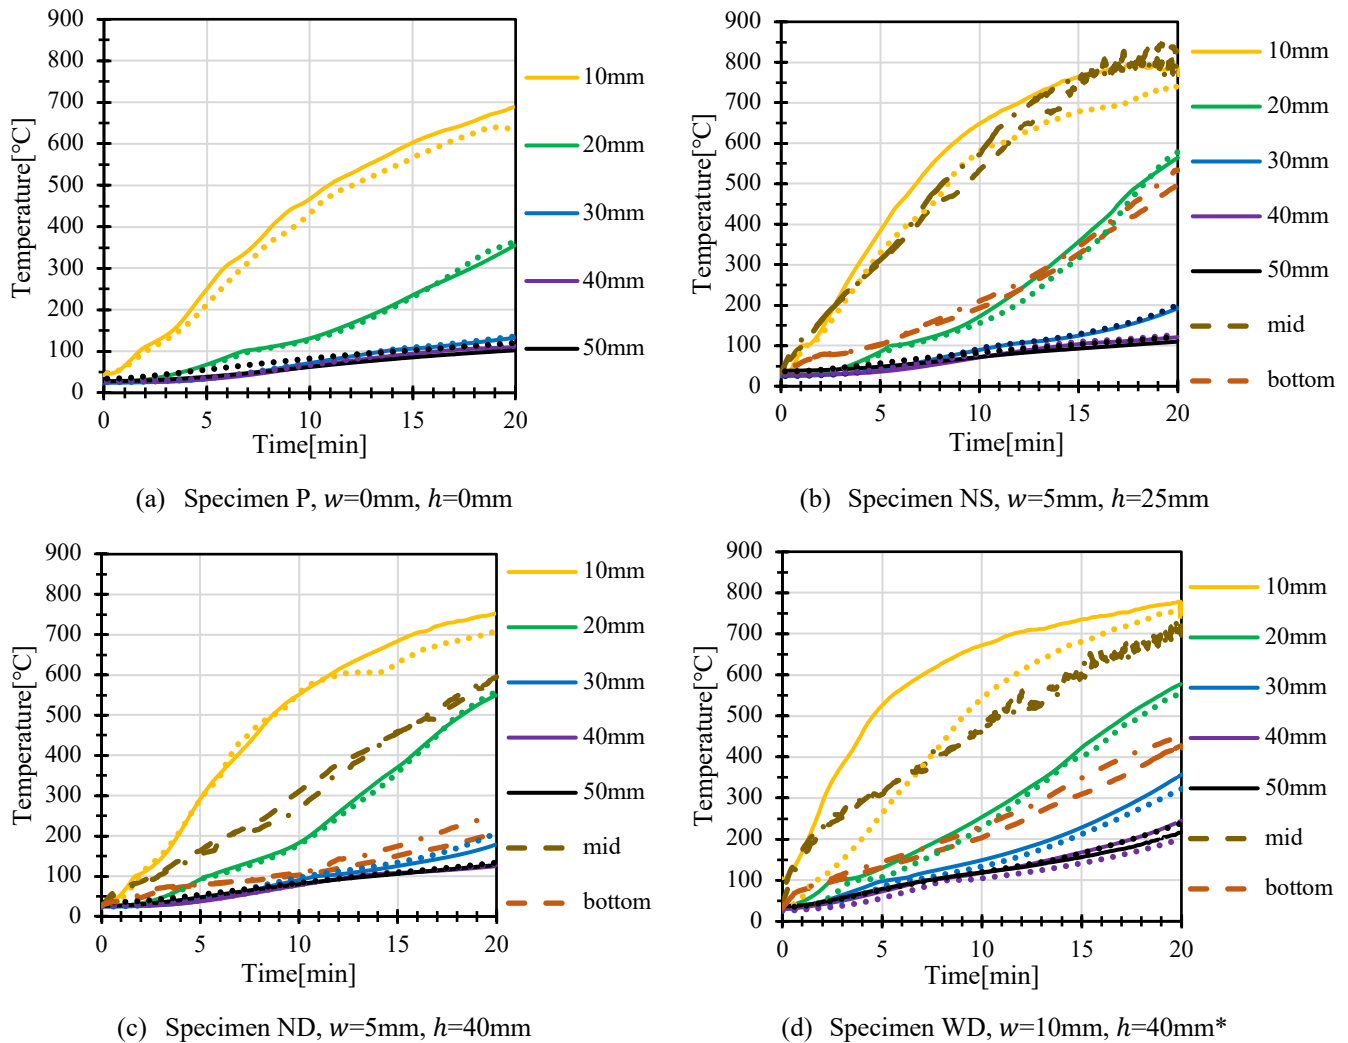 900
800
700
600
500
400
300
200
100
0
Temperature[℃]
0 5 10 15 20
Time[min]
10mm
20mm
30mm
40mm
50mm
(a) Specimen P, w=0mm, h=0mm
900
800
700
600
500
400
300
200
100
0
Temperature[℃]
0 5 10 15 20
Time[min]
10mm
20mm
30mm
40mm
50mm
mid
bottom
(b) Specimen NS, w=5mm, h=25mm
900
800
700
600
500
400
300
200
100
0
Temperature[℃]
0 5 10 15 20
Time[min]
10mm
20mm
30mm
40mm
50mm
mid
bottom
(c) Specimen ND, w=5mm, h=40mm
900
800
700
600
500
400
300
200
100
0
Temperature[℃]
0 5 10 15 20
Time[min]
10mm
20mm
30mm
40mm
50mm
mid
bottom
(d) Specimen WD, w=10mm, h=40mm*